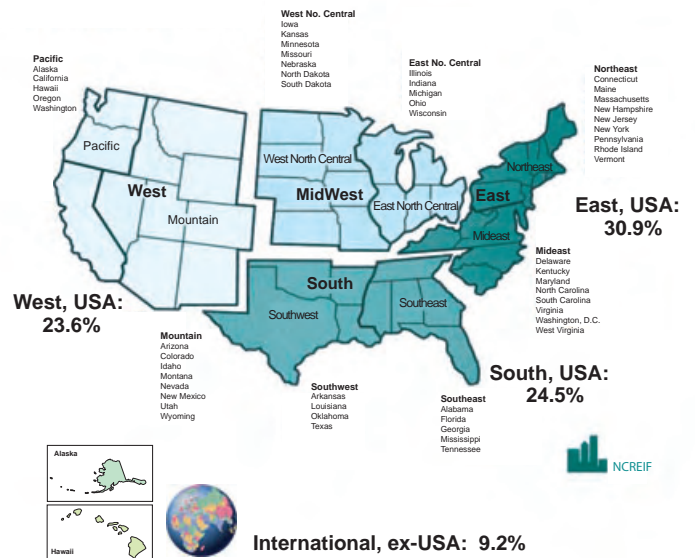 West No. Central
Iowa
Kansas
Minnesota
Missouri
Nebraska
North Dakota
South Dakota
Pacific
Alaska
California
Hawaii
Oregon
Washington
East No. Central
Illinois
Indiana
Michigan
Ohio
Wisconsin
Northeast
Connecticut
Maine
Massachusetts
New Hampshire
New Jersey
New York
Pennsylvania
Rhode Island
Vermont
Pacific
West
Mountain
West North Central
MidWest
East North Central
Northeast
East
Mideast
East, USA:
30.9%
Mideast
Delaware
Kentucky
Maryland
North Carolina
South Carolina
Virginia
Washington, D.C.
West Virginia
South
Southwest
Southeast
West, USA:
23.6%
Mountain
Arizona
Colorado
Idaho
Montana
Nevada
New Mexico
Utah
Wyoming
Southwest
Arkansas
Louisiana
Oklahoma
Texas
South, USA:
24.5%
Southeast
Alabama
Florida
Georgia
Mississippi
Tennessee
NCREIF
Alaska
Hawaii
International, ex-USA: 9.2%